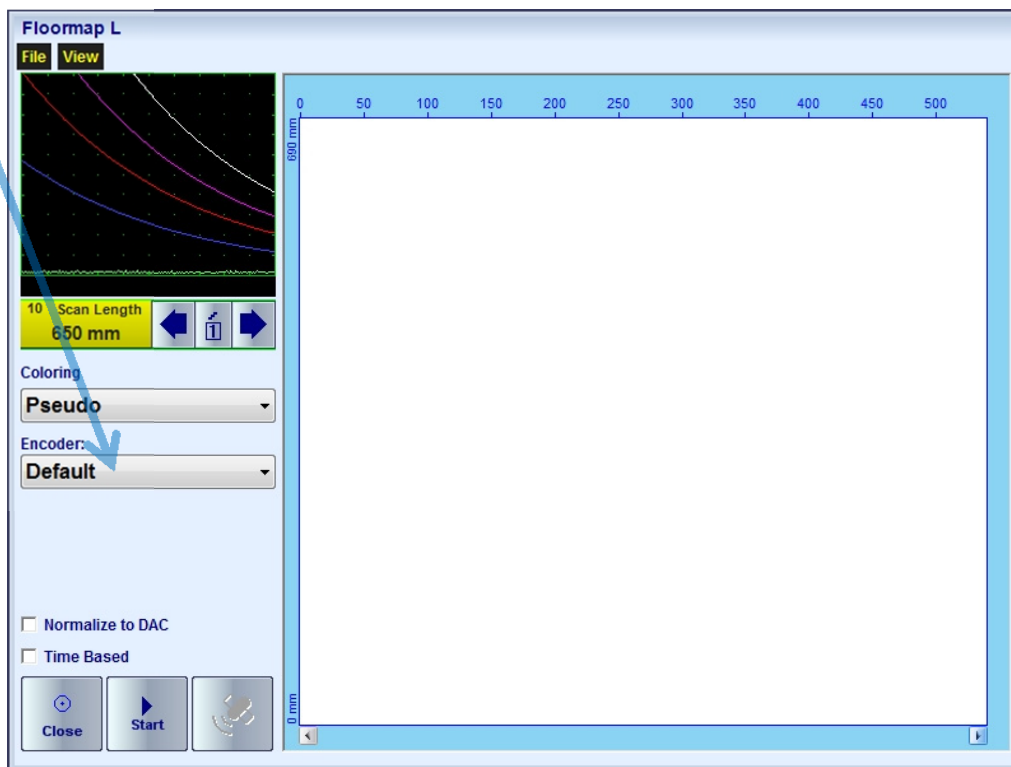 Floormap L
File View
0 50 100 150 200 250 300 350 400 450 500
690 mm
10 Scan Length
650 mm
1
Coloring
Pseudo
Encoder:
Default
Normalize to DAC
Time Based
Close
Start
0 mm